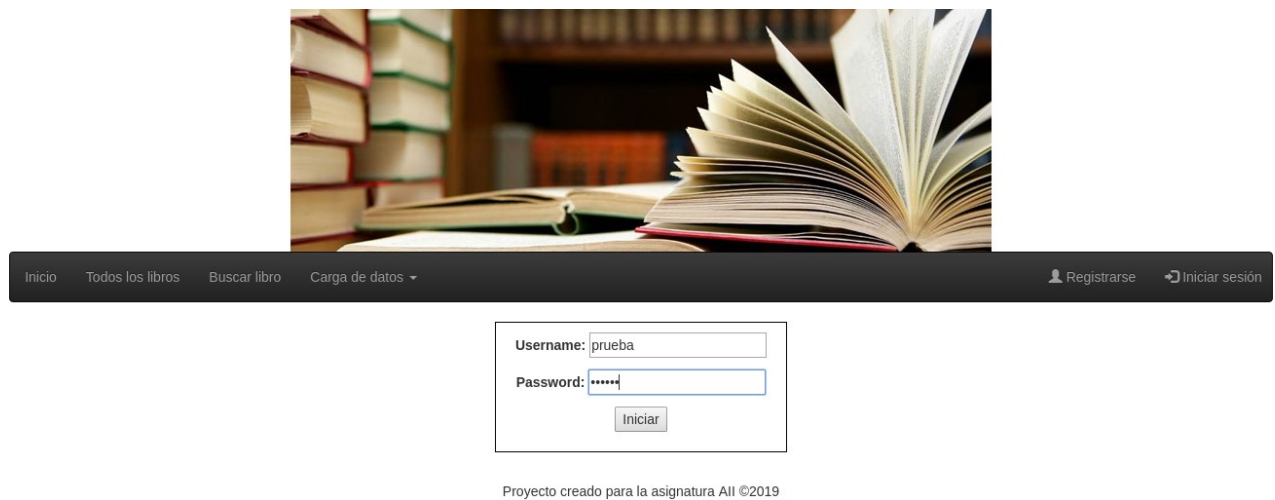 Inicio Todos los libros Buscar libro Carga de datos Registrarse Iniciar sesión
Username: prueba
Password: ••••••
Iniciar
Proyecto creado para la asignatura AII ©2019